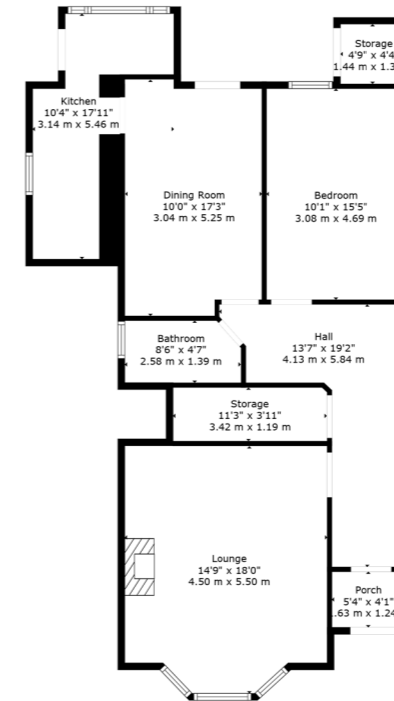 Storage
4'9" x 4'4
1.44 m x 1.3
Kitchen
10'4" x 17'11"
3.14 m x 5.46 m
Dining Room
10'0" x 17'3"
3.04 m x 5.25 m
Bedroom
10'1" x 15'5"
3.08 m x 4.69 m
Hall
13'7" x 19'2"
4.13 m x 5.84 m
Bathroom
8'6" x 4'7"
2.58 m x 1.39 m
Storage
11'3" x 3'11"
3.42 m x 1.19 m
Lounge
14'9" x 18'0"
4.50 m x 5.50 m
Porch
5'4" x 4'1"
.63 m x 1.24